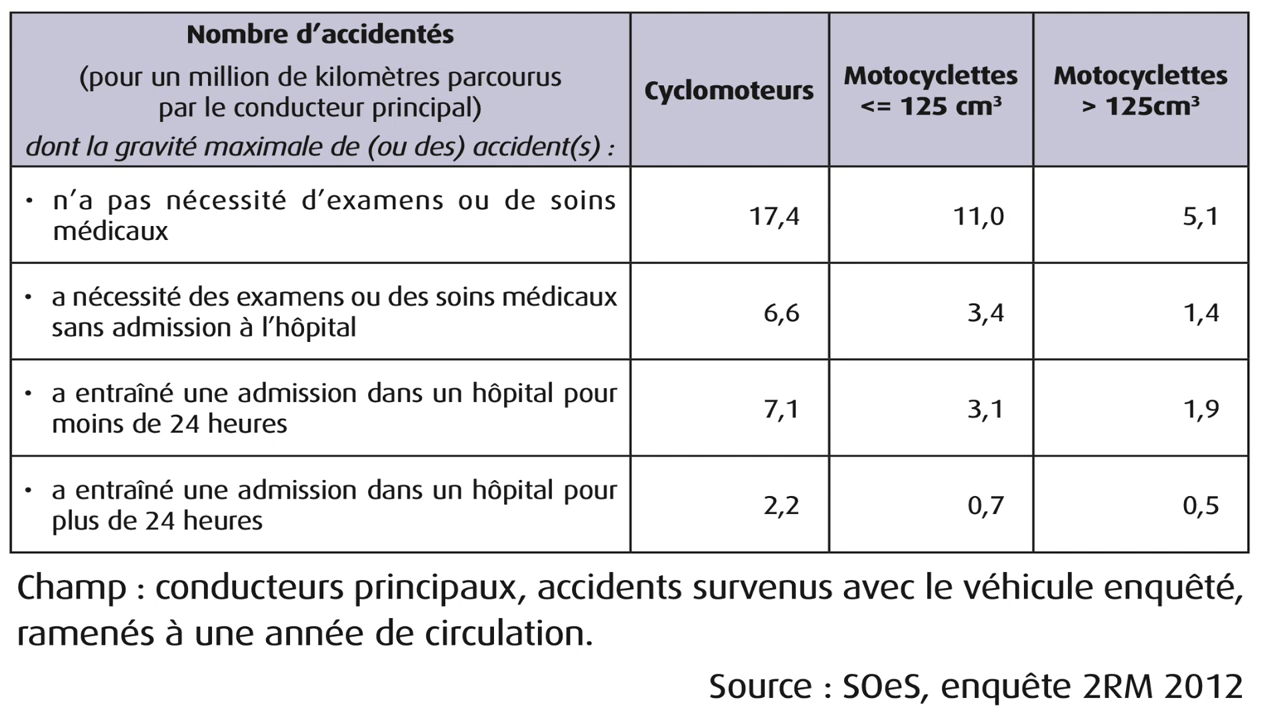 Nombre d’accidentés
(pour un million de kilomètres parcourus
par le conducteur principal)
dont la gravité maximale de (ou des) accident(s) :
Cyclomoteurs
Motocyclettes
<= 125 cm³
Motocyclettes
> 125cm³
• n’a pas nécessité d’examens ou de soins
médicaux
17,4
11,0
5,1
• a nécessité des examens ou des soins médicaux
sans admission à l’hôpital
6,6
3,4
1,4
• a entraîné une admission dans un hôpital pour
moins de 24 heures
7,1
3,1
1,9
• a entraîné une admission dans un hôpital pour
plus de 24 heures
2,2
0,7
0,5
Champ : conducteurs principaux, accidents survenus avec le véhicule enquêté,
ramenés à une année de circulation.
Source : SOeS, enquête 2RM 2012